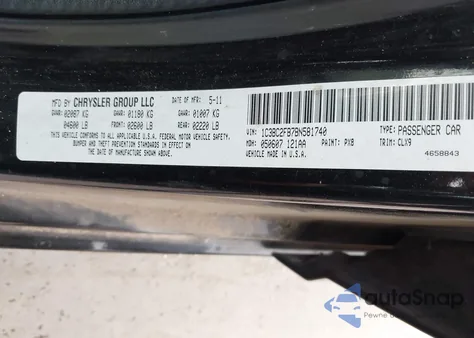 MFD BY CHRYSLER GROUP LLC DATE OF MFR 5-11
GVWR: 02087 KG GAWR: 01180 KG GAWR: 01007 KG
04600 LB FRONT: 02600 LB REAR: 02220 LB
THIS VEHICLE CONFORMS TO ALL APPLICABLE U.S.A. FEDERAL MOTOR VEHICLE SAFETY,
BUMPER AND THEFT PREVENTION STANDARDS IN EFFECT ON
THE DATE OF MANUFACTURE SHOWN ABOVE.
VIN: 1C3BC2FB7BN581740 TYPE: PASSENGER CAR
MDH: 050607 121AA PAINT: PXB TRIM: CLX9
VEHICLE MADE IN U.S.A. 4658843
autoSnap
Pewne